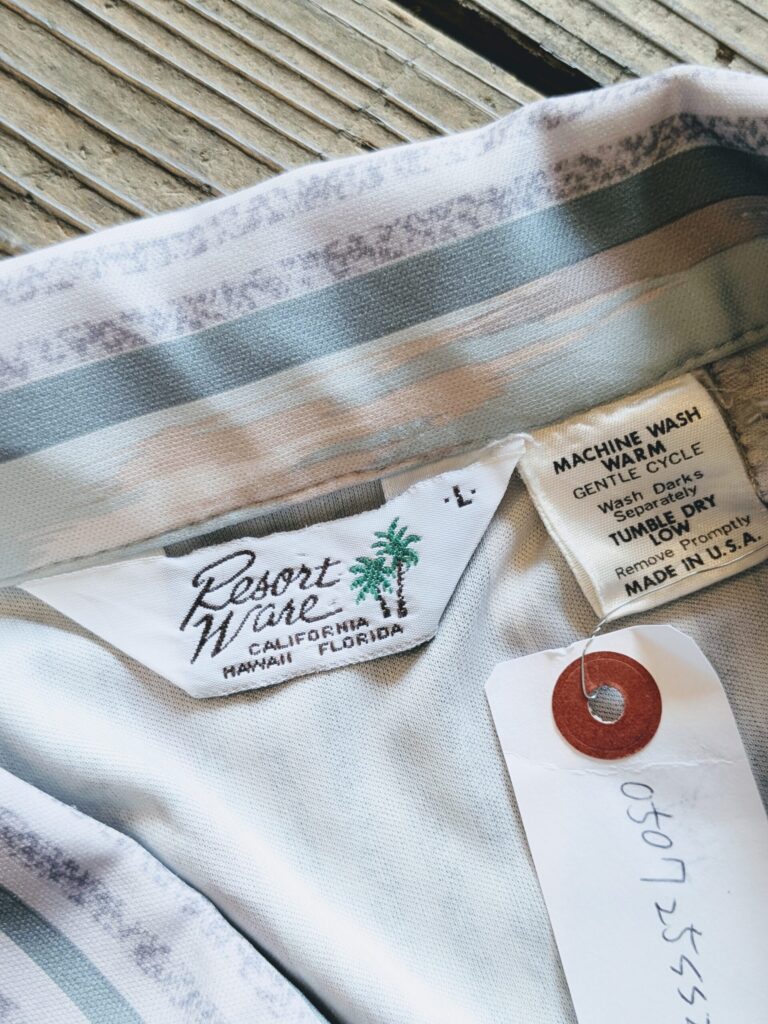 Resort
Ware
CALIFORNIA
HAWAII FLORIDA
·L·
MACHINE WASH
WARM
GENTLE CYCLE
Wash Darks
Separately
TUMBLE DRY
LOW
Remove Promptly
MADE IN U.S.A.